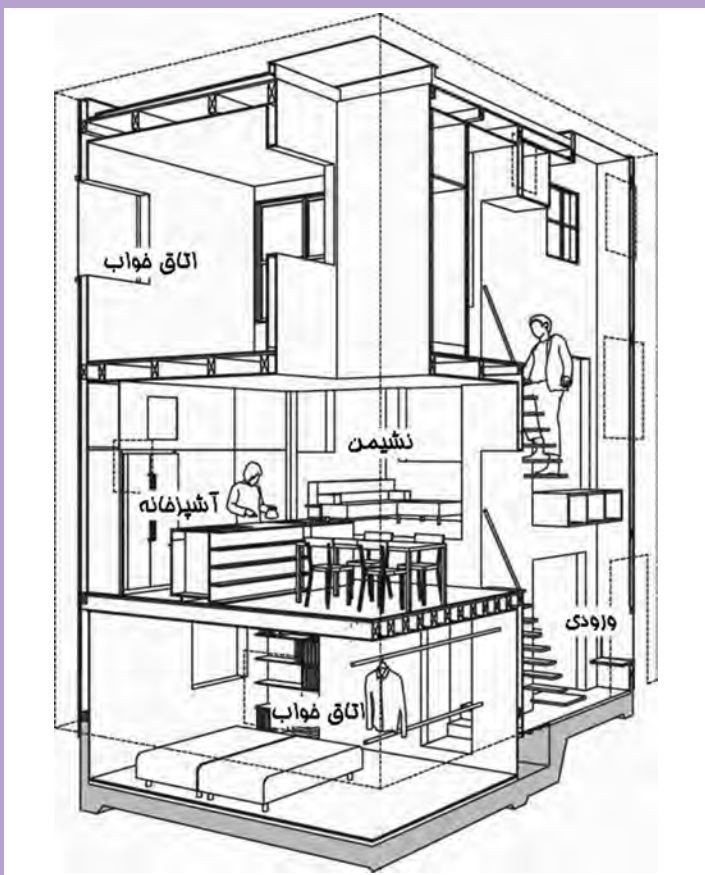 اتاق خواب
نشیمن
آشپزخانه
ورودی
اتاق خواب